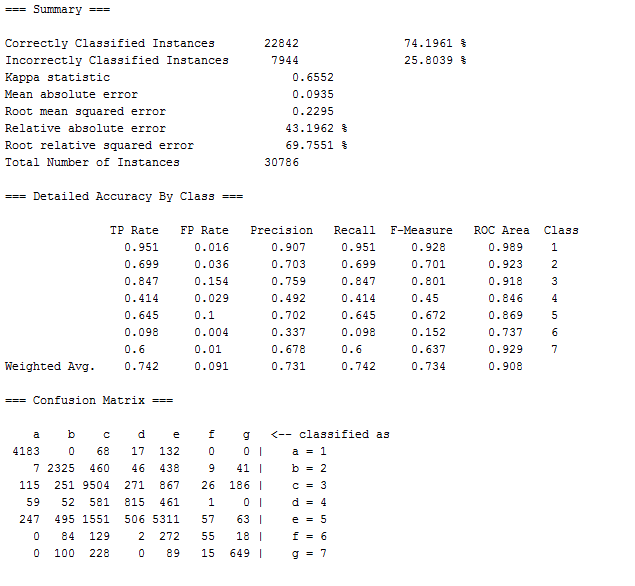 === Summary ===
Correctly Classified Instances 22842 74.1961 %
Incorrectly Classified Instances 7944 25.8039 %
Kappa statistic 0.6552
Mean absolute error 0.0935
Root mean squared error 0.2295
Relative absolute error 43.1962 %
Root relative squared error 69.7551 %
Total Number of Instances 30786
=== Detailed Accuracy By Class ===
TP Rate FP Rate Precision Recall F-Measure ROC Area Class
0.951 0.016 0.907 0.951 0.928 0.989 1
0.699 0.036 0.703 0.699 0.701 0.923 2
0.847 0.154 0.759 0.847 0.801 0.918 3
0.414 0.029 0.492 0.414 0.45 0.846 4
0.645 0.1 0.702 0.645 0.672 0.869 5
0.098 0.004 0.337 0.098 0.152 0.737 6
0.6 0.01 0.678 0.6 0.637 0.929 7
Weighted Avg. 0.742 0.091 0.731 0.742 0.734 0.908
=== Confusion Matrix ===
a b c d e f g <-- classified as
4183 0 68 17 132 0 0 | a = 1
7 2325 460 46 438 9 41 | b = 2
115 251 9504 271 867 26 186 | c = 3
59 52 581 815 461 1 0 | d = 4
247 495 1551 506 5311 57 63 | e = 5
0 84 129 2 272 55 18 | f = 6
0 100 228 0 89 15 649 | g = 7